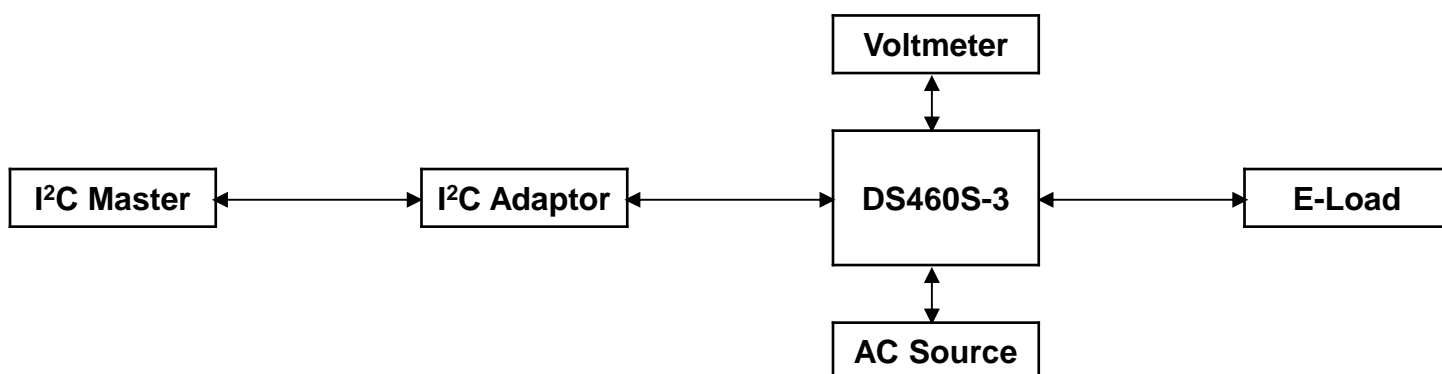 Voltmeter
I²C Master
I²C Adaptor
DS460S-3
E-Load
AC Source